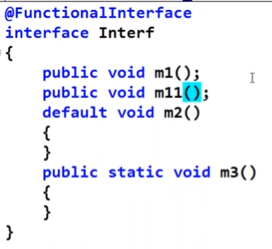 @FunctionalInterface
interface Interf
{
    public void m1();
    public void m11();
    default void m2()
    {
    }
    public static void m3()
    {
    }
}